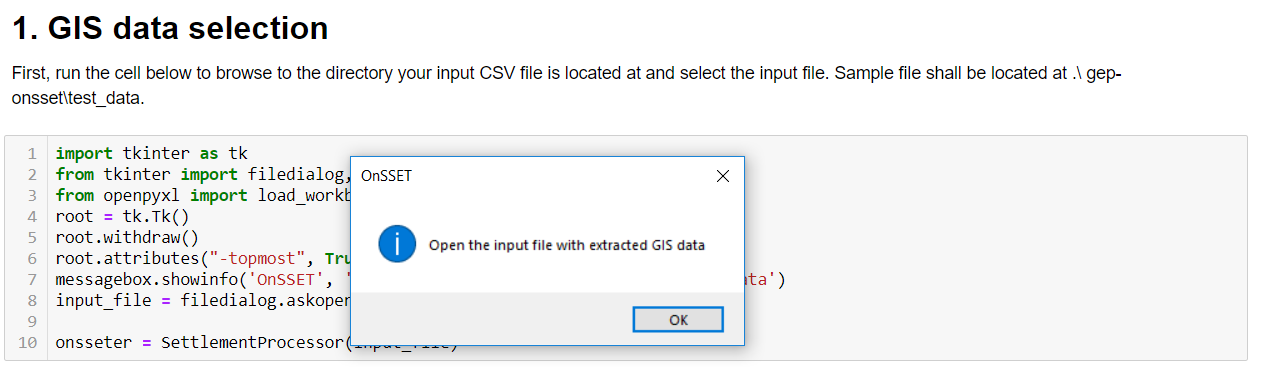 1. GIS data selection
First, run the cell below to browse to the directory your input CSV file is located at and select the input file. Sample file shall be located at .\ gep-
onsset\test_data.
1 import tkinter as tk
2 from tkinter import filedialog,
3 from openpyxl import load_workb
4 root = tk.Tk()
5 root.withdraw()
6 root.attributes("-topmost", Tru
7 messagebox.showinfo('OnSSET', ' ata')
8 input_file = filedialog.askoper
9
10 onsseter = SettlementProcessor(input_file)
OnSSET
Open the input file with extracted GIS data
OK